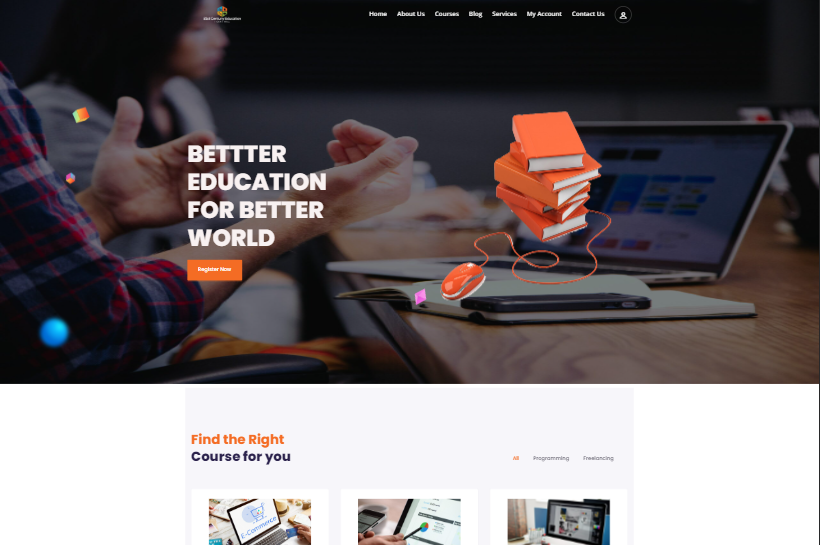 Home About Us Courses Blog Services My Account Contact Us
BETTTER
EDUCATION
FOR BETTER
WORLD
Register Now
Find the Right
Course for you
All Programming Freelancing
E-Commerce